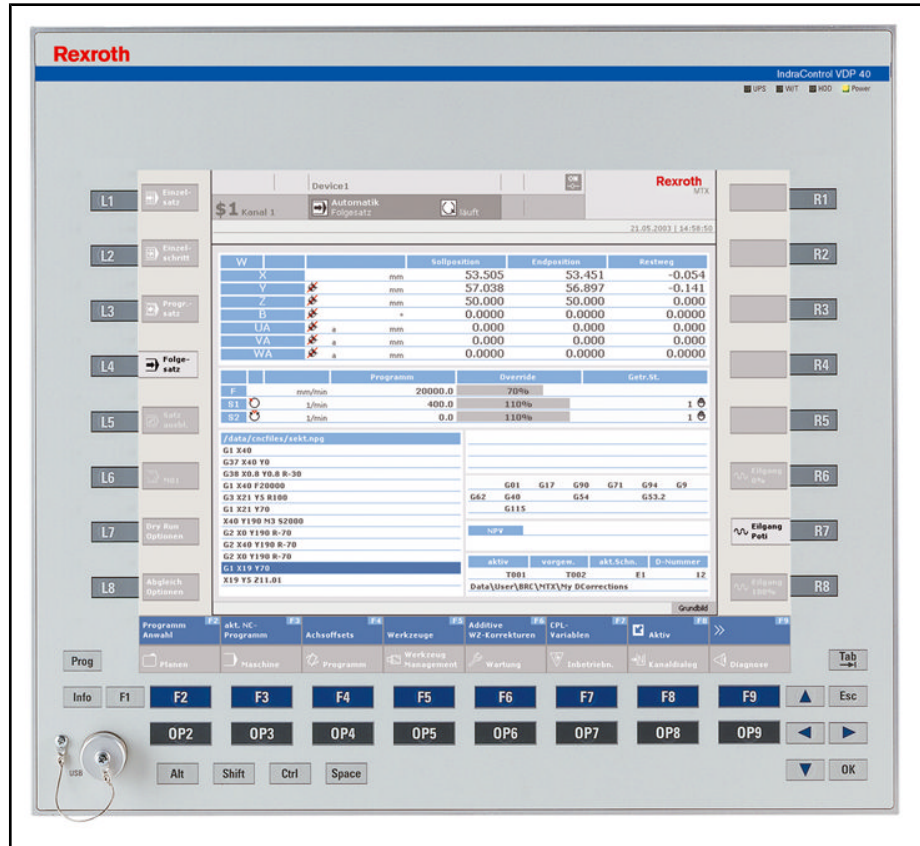 Rexroth
IndraControl VDP 40
UPS W/T HDD Power
L1
L2
L3
L4
L5
L6
L7
L8
Einzel-
satz
Einzel-
schritt
Progr.-
satz
Folge-
satz
Satz
Dry Run
Optionen
Abgleich
Optionen
Device1
$1 Kanal 1
Automatik
Folgesatz
läuft
ON
Rexroth
MTX
21.05.2003 | 14:58:50
W Sollposition Endposition Restweg
X mm 53.505 53.451 -0.054
Y mm 57.038 56.897 -0.141
Z mm 50.000 50.000 0.000
B ° 0.0000 0.0000 0.0000
UA a mm 0.000 0.000 0.000
VA a mm 0.000 0.000 0.000
WA a mm 0.0000 0.0000 0.0000
Programm Override Getr.St.
F mm/min 20000.0 70%
S1 1/min 400.0 110% 1
S2 1/min 0.0 110% 1
/data/cncfiles/sekt.npg
G1 X40
G37 X40 Y0
G38 X0.8 Y0.8 R-30
G1 X40 F20000
G3 X21 Y5 R100
G1 X21 Y70
X40 Y190 M3 S2000
G2 X0 Y190 R-70
G2 X40 Y190 R-70
G2 X0 Y190 R-70
G1 X19 Y70
X19 Y5 Z11.01
G01 G17 G90 G71 G94 G9
G62 G40 G54 G53.2
G115
NPV
aktiv vorgew. akt.Schn. D-Nummer
T001 T002 E1 12
Data\User\BRC\MTX\My DCorrections
Grundbild
Eilgang
0%
Eilgang
Poti
Eilgang
100%
R1
R2
R3
R4
R5
R6
R7
R8
Programm
Anwahl F2
akt. NC-
Programm F3
Achsoffsets F4
Werkzeuge F5
Additive
WZ-Korrekturen F6
CPL-
Variablen F7
Aktiv F8
» F9
Planen
Maschine
Programm
Werkzeug
Management
Wartung
Inbetriebn.
Kanaldialog
Diagnose
Prog Tab
Info F1 F2 F3 F4 F5 F6 F7 F8 F9 Esc
OP2 OP3 OP4 OP5 OP6 OP7 OP8 OP9
USB Alt Shift Ctrl Space OK